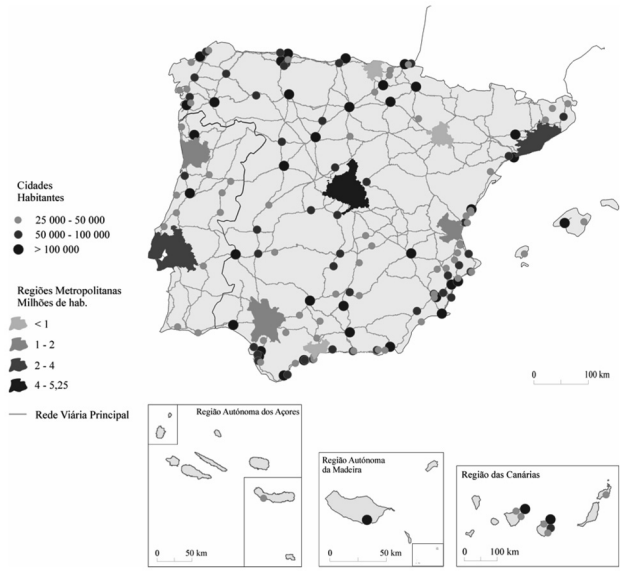 Cidades
Habitantes
25 000 - 50 000
50 000 - 100 000
> 100 000
Regiões Metropolitanas
Milhões de hab.
< 1
1 - 2
2 - 4
4 - 5,25
Rede Viária Principal
0 100 km
Região Autónoma dos Açores
0 50 km
Região Autónoma
da Madeira
0 50 km
Região das Canárias
0 100 km